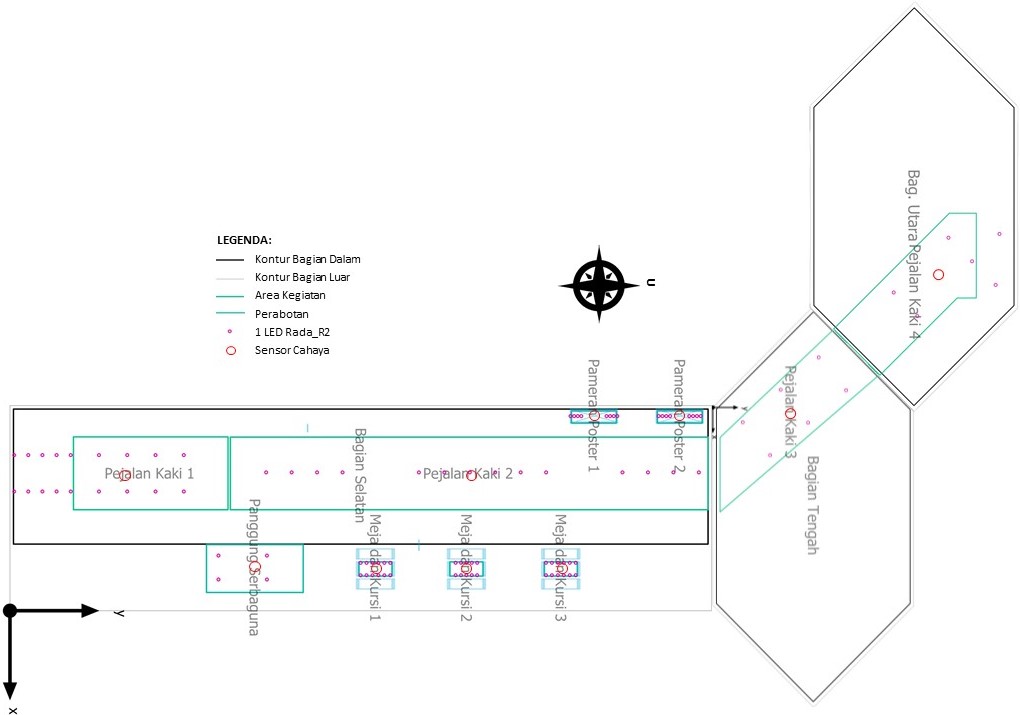 Bag. Utara Pejalan Kaki 4
LEGENDA:
Kontur Bagian Dalam
Kontur Bagian Luar
Area Kegiatan
Perabotan
1 LED Rada_R2
Sensor Cahaya
U
Pameran Poster 1
Pameran Poster 2
Pejalan Kaki 3
Bagian Tengah
Bagian Selatan
Pejalan Kaki 1
Pejalan Kaki 2
Panggung Serbaguna
Meja dan Kursi 1
Meja dan Kursi 2
Meja dan Kursi 3
Y
X